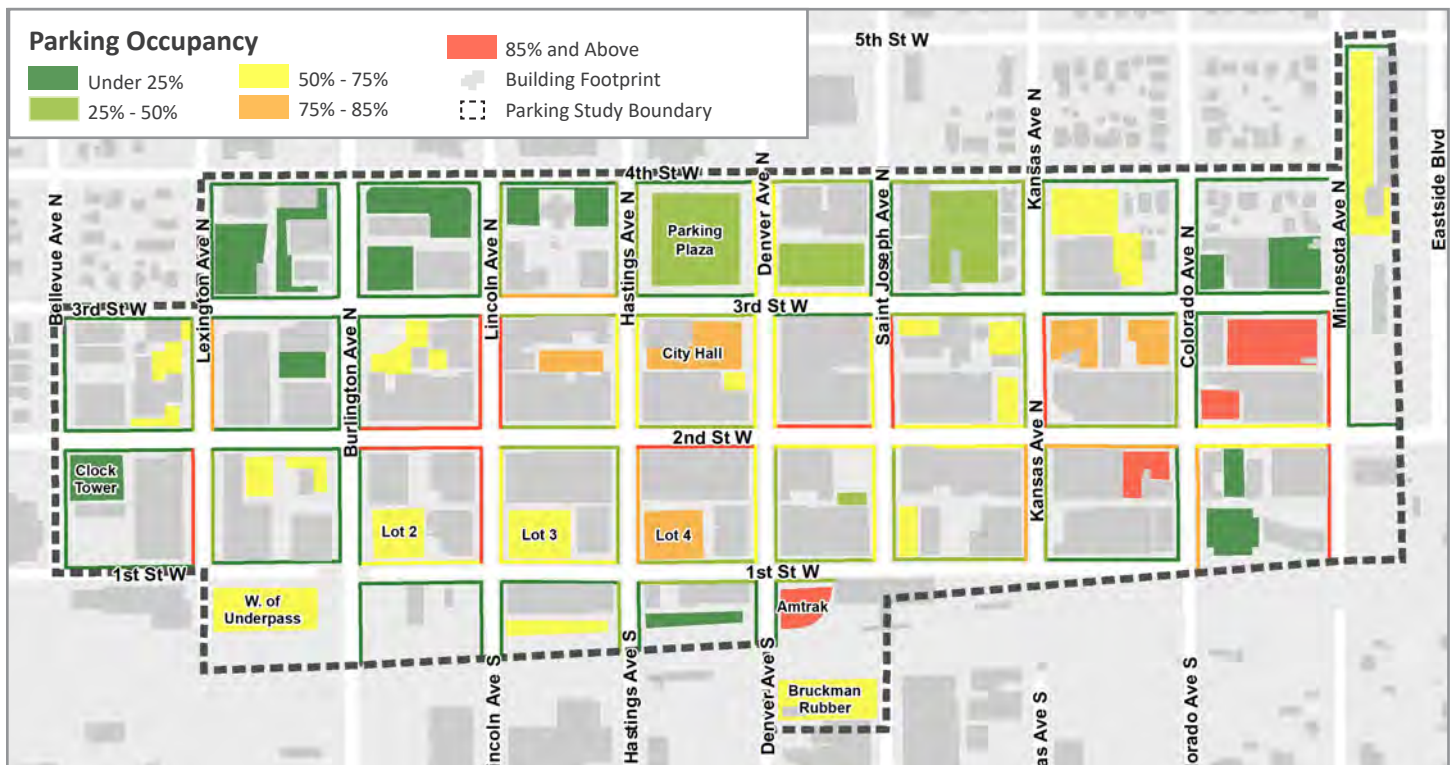 Parking Occupancy
Under 25%
25% - 50%
50% - 75%
75% - 85%
85% and Above
Building Footprint
Parking Study Boundary
5th St W
4th St W
3rd St W
3rd St W
2nd St W
1st St W
1st St W
Bellevue Ave N
Lexington Ave N
Burlington Ave N
Lincoln Ave N
Hastings Ave N
Denver Ave N
Saint Joseph Ave N
Kansas Ave N
Kansas Ave N
Colorado Ave N
Minnesota Ave N
Eastside Blvd
Parking
Plaza
City Hall
Clock
Tower
Lot 2
Lot 3
Lot 4
W. of
Underpass
Amtrak
Bruckman
Rubber
incoln Ave S
Hastings Ave S
Denver Ave S
as Ave S
orado Ave S